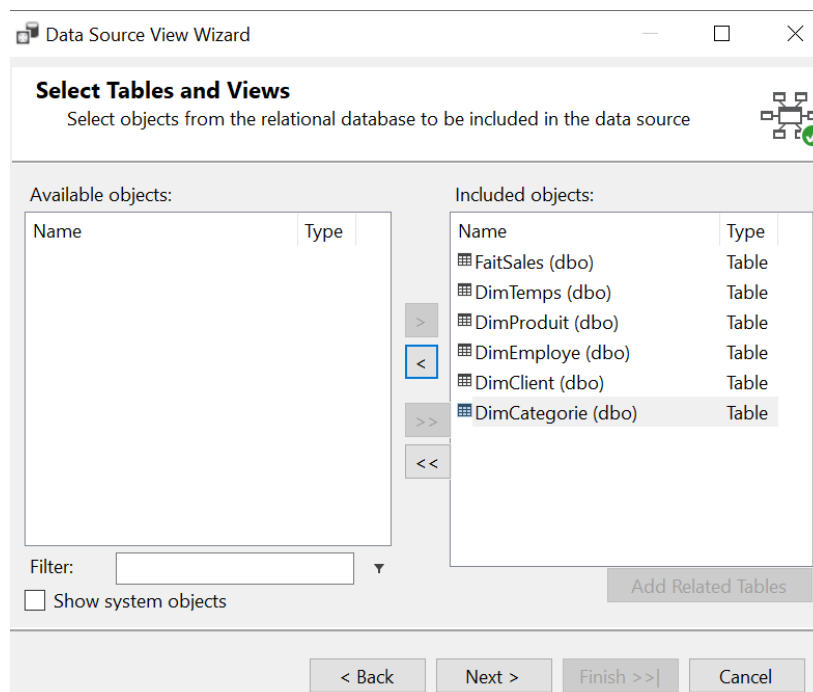 Data Source View Wizard
Select Tables and Views
Select objects from the relational database to be included in the data source
Available objects:
Name Type
Included objects:
Name Type
FaitSales (dbo) Table
DimTemps (dbo) Table
DimProduit (dbo) Table
DimEmploye (dbo) Table
DimClient (dbo) Table
DimCategorie (dbo) Table
>
<
>>
<<
Filter:
Show system objects
Add Related Tables
< Back Next > Finish >>| Cancel